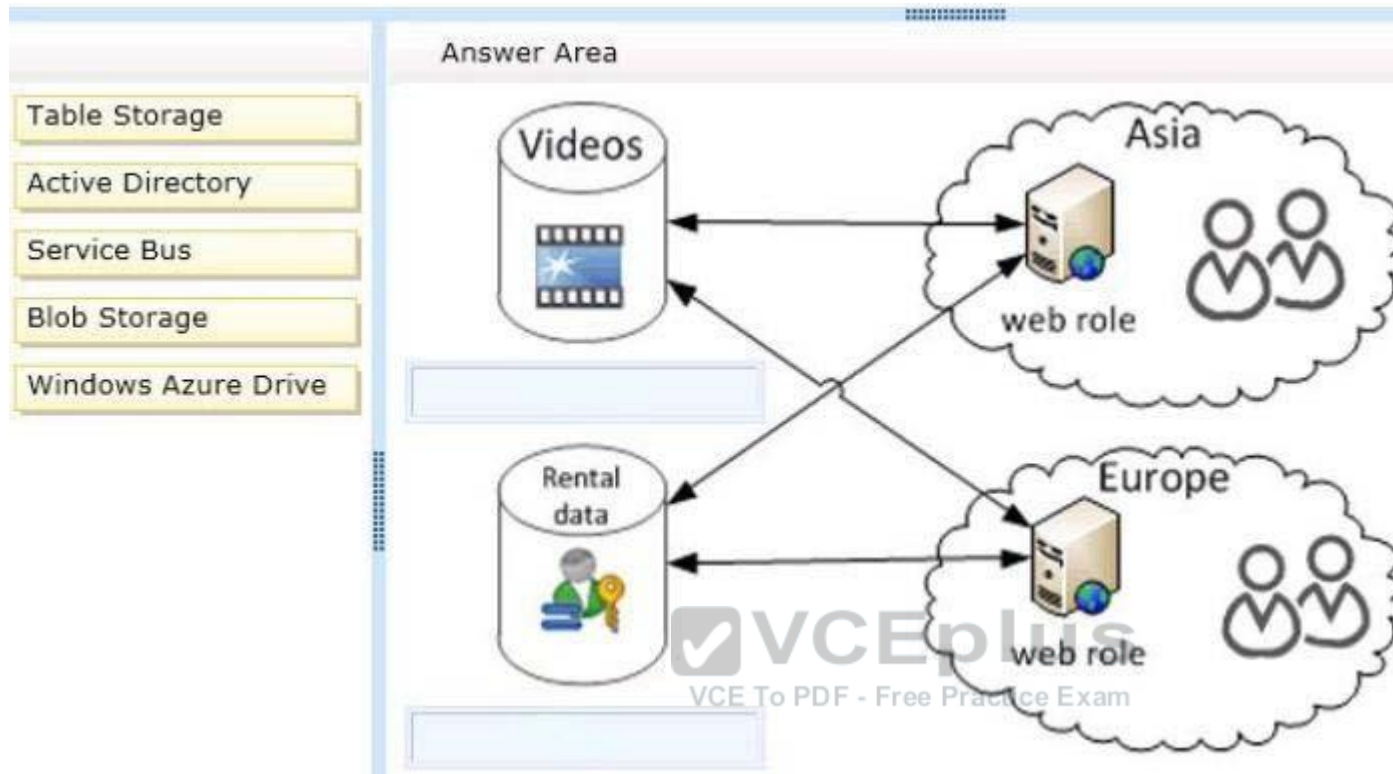 Answer Area
Table Storage
Active Directory
Service Bus
Blob Storage
Windows Azure Drive
Videos
Asia
web role
Rental
data
Europe
web role
VCEplus
VCE To PDF - Free Practice Exam